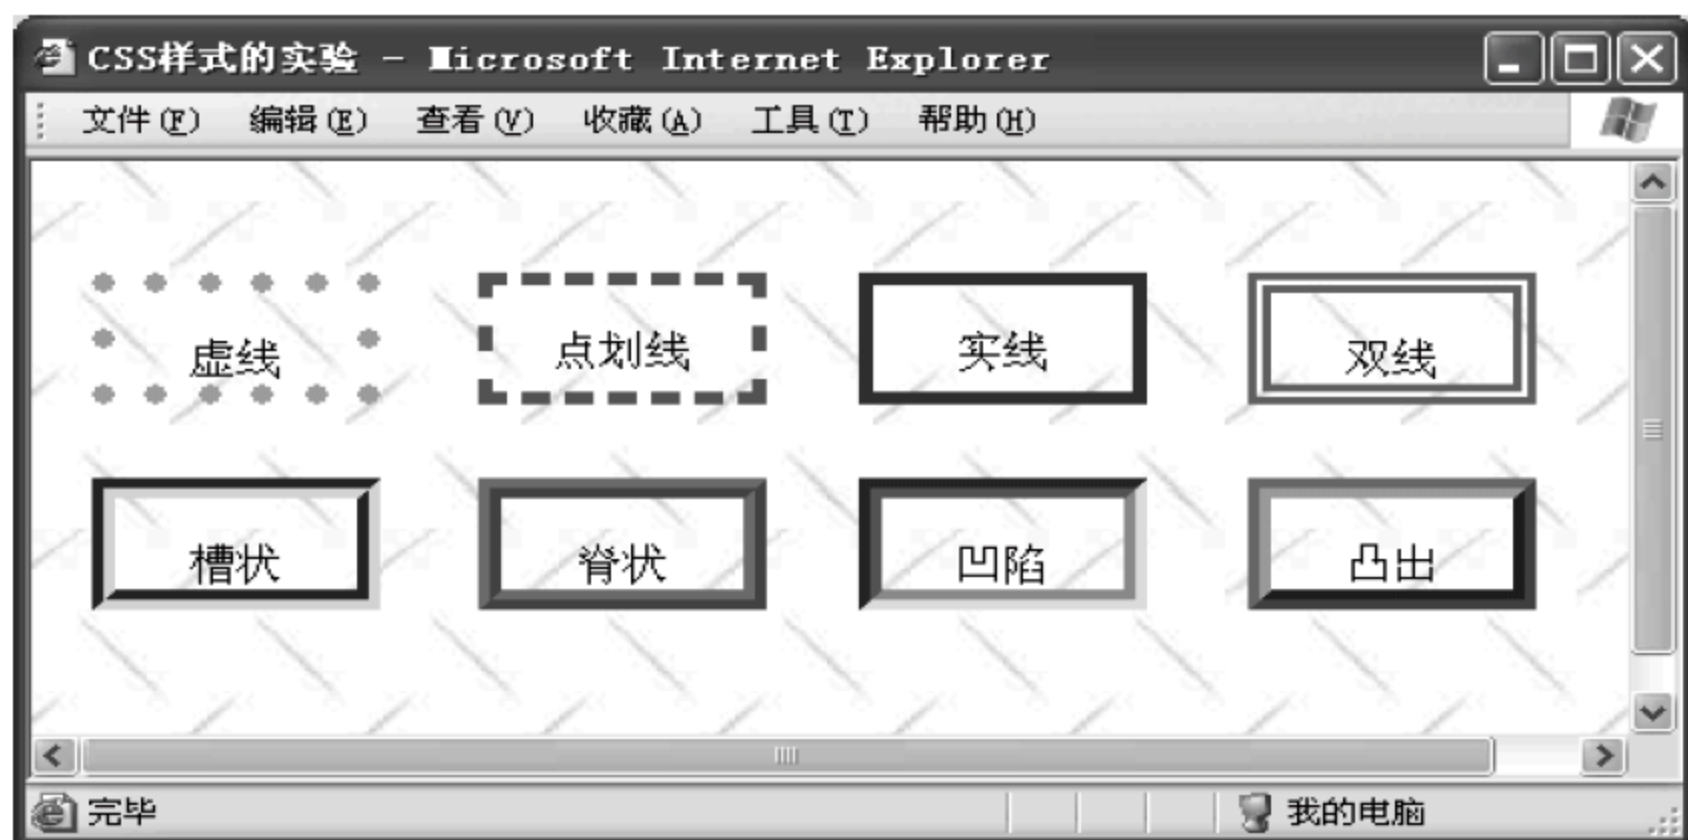 CSS样式的实验 - Microsoft Internet Explorer
文件(F) 编辑(E) 查看(V) 收藏(A) 工具(T) 帮助(H)
虚线 点划线 实线 双线
槽状 脊状 凹陷 凸出
完毕 我的电脑